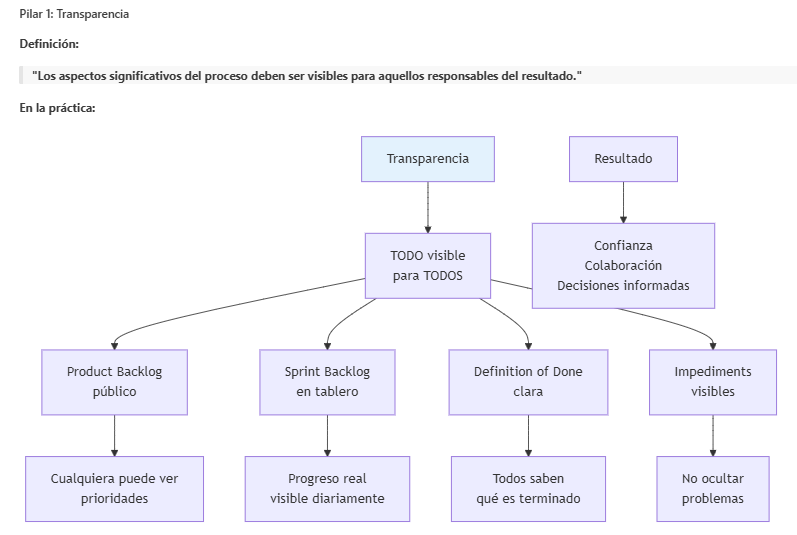 Pilar 1: Transparencia
Definición:
"Los aspectos significativos del proceso deben ser visibles para aquellos responsables del resultado."
En la práctica:
Transparencia
Resultado
TODO visible
para TODOS
Confianza
Colaboración
Decisiones informadas
Product Backlog
público
Sprint Backlog
en tablero
Definition of Done
clara
Impediments
visibles
Cualquiera puede ver
prioridades
Progreso real
visible diariamente
Todos saben
qué es terminado
No ocultar
problemas